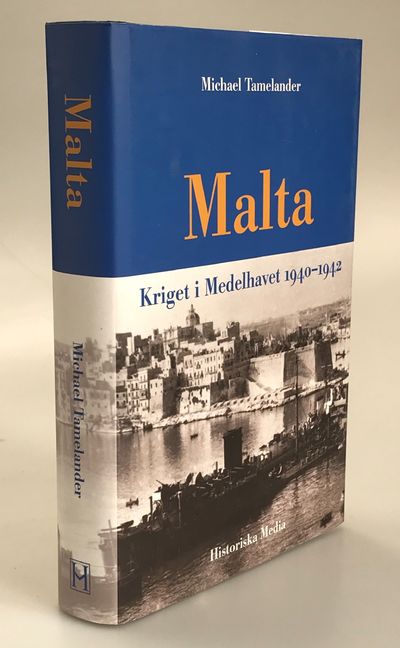 Michael Tamelander
Malta
Kriget i Medelhavet 1940–1942
Historiska Media
Malta
Michael Tamelander
H